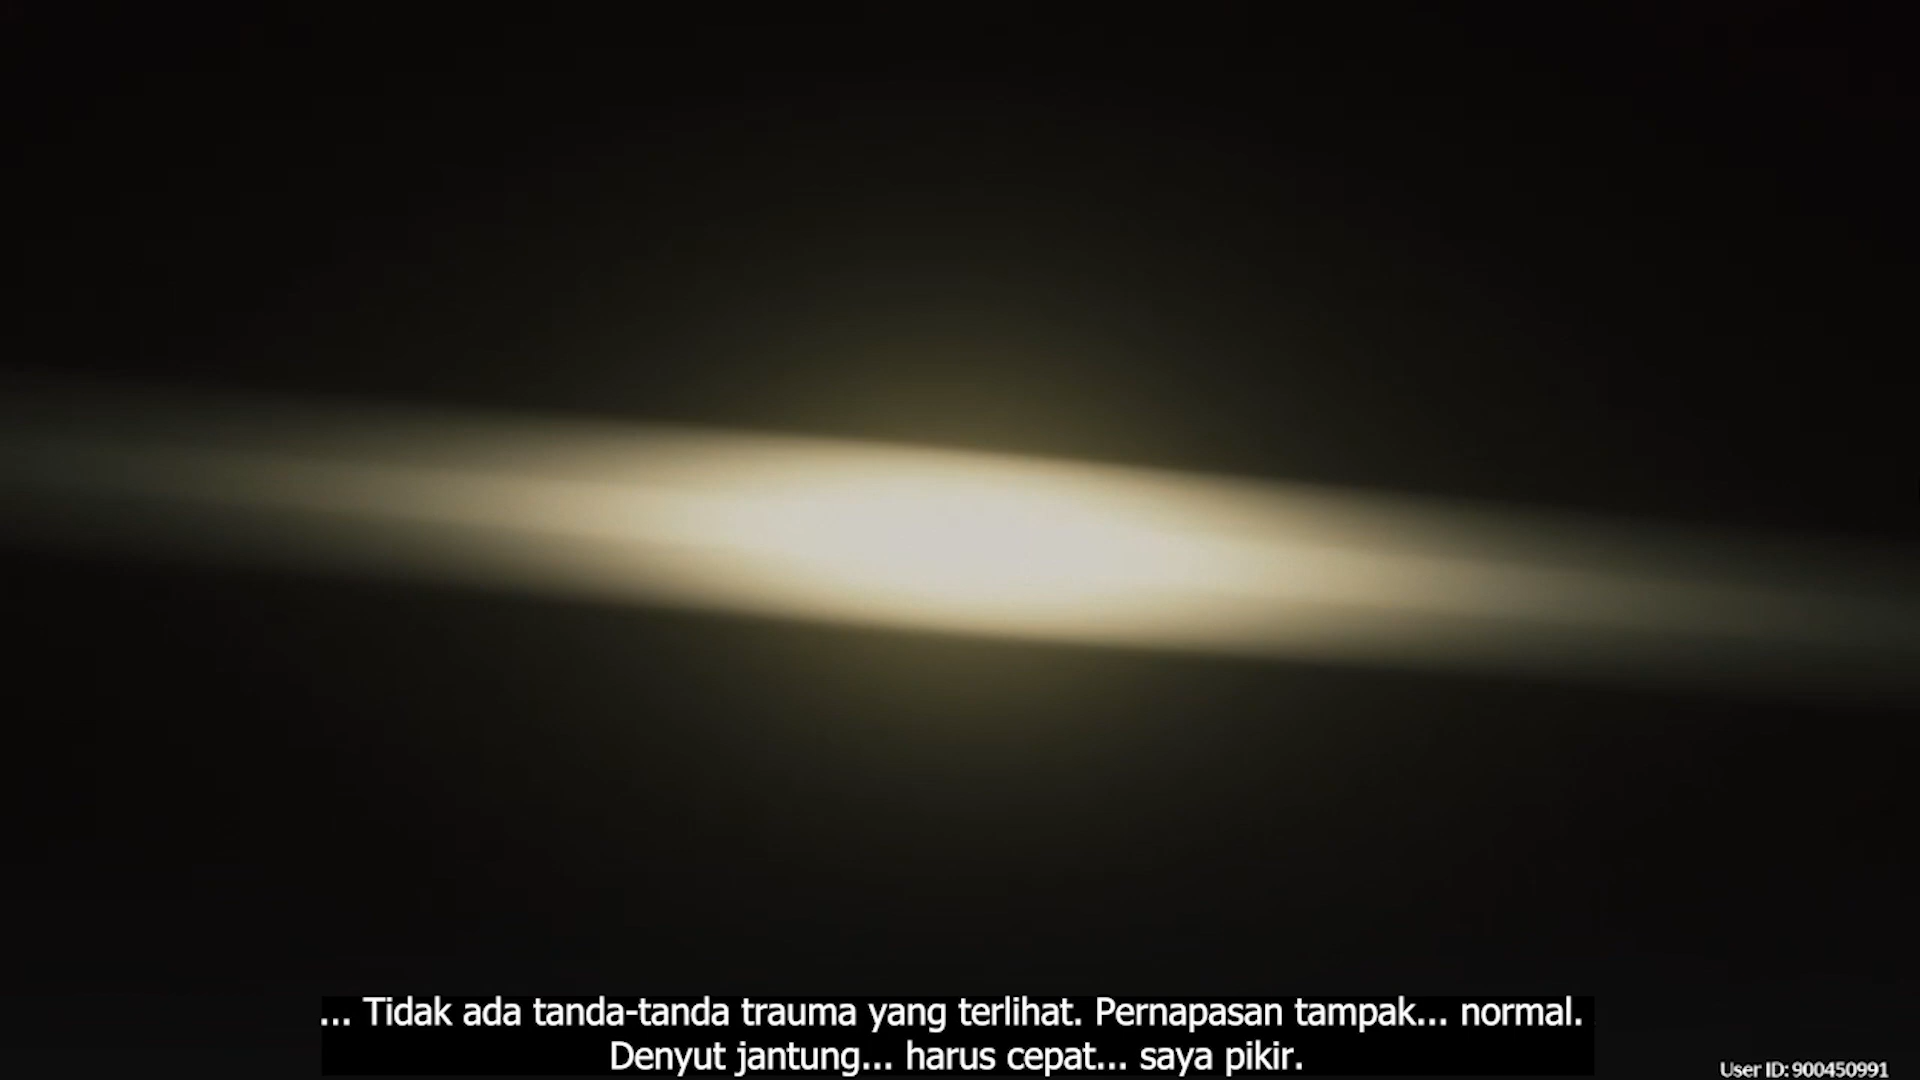 ... Tidak ada tanda-tanda trauma yang terlihat. Pernapasan tampak... normal.
Denyut jantung... harus cepat... saya pikir.
User ID: 900450991